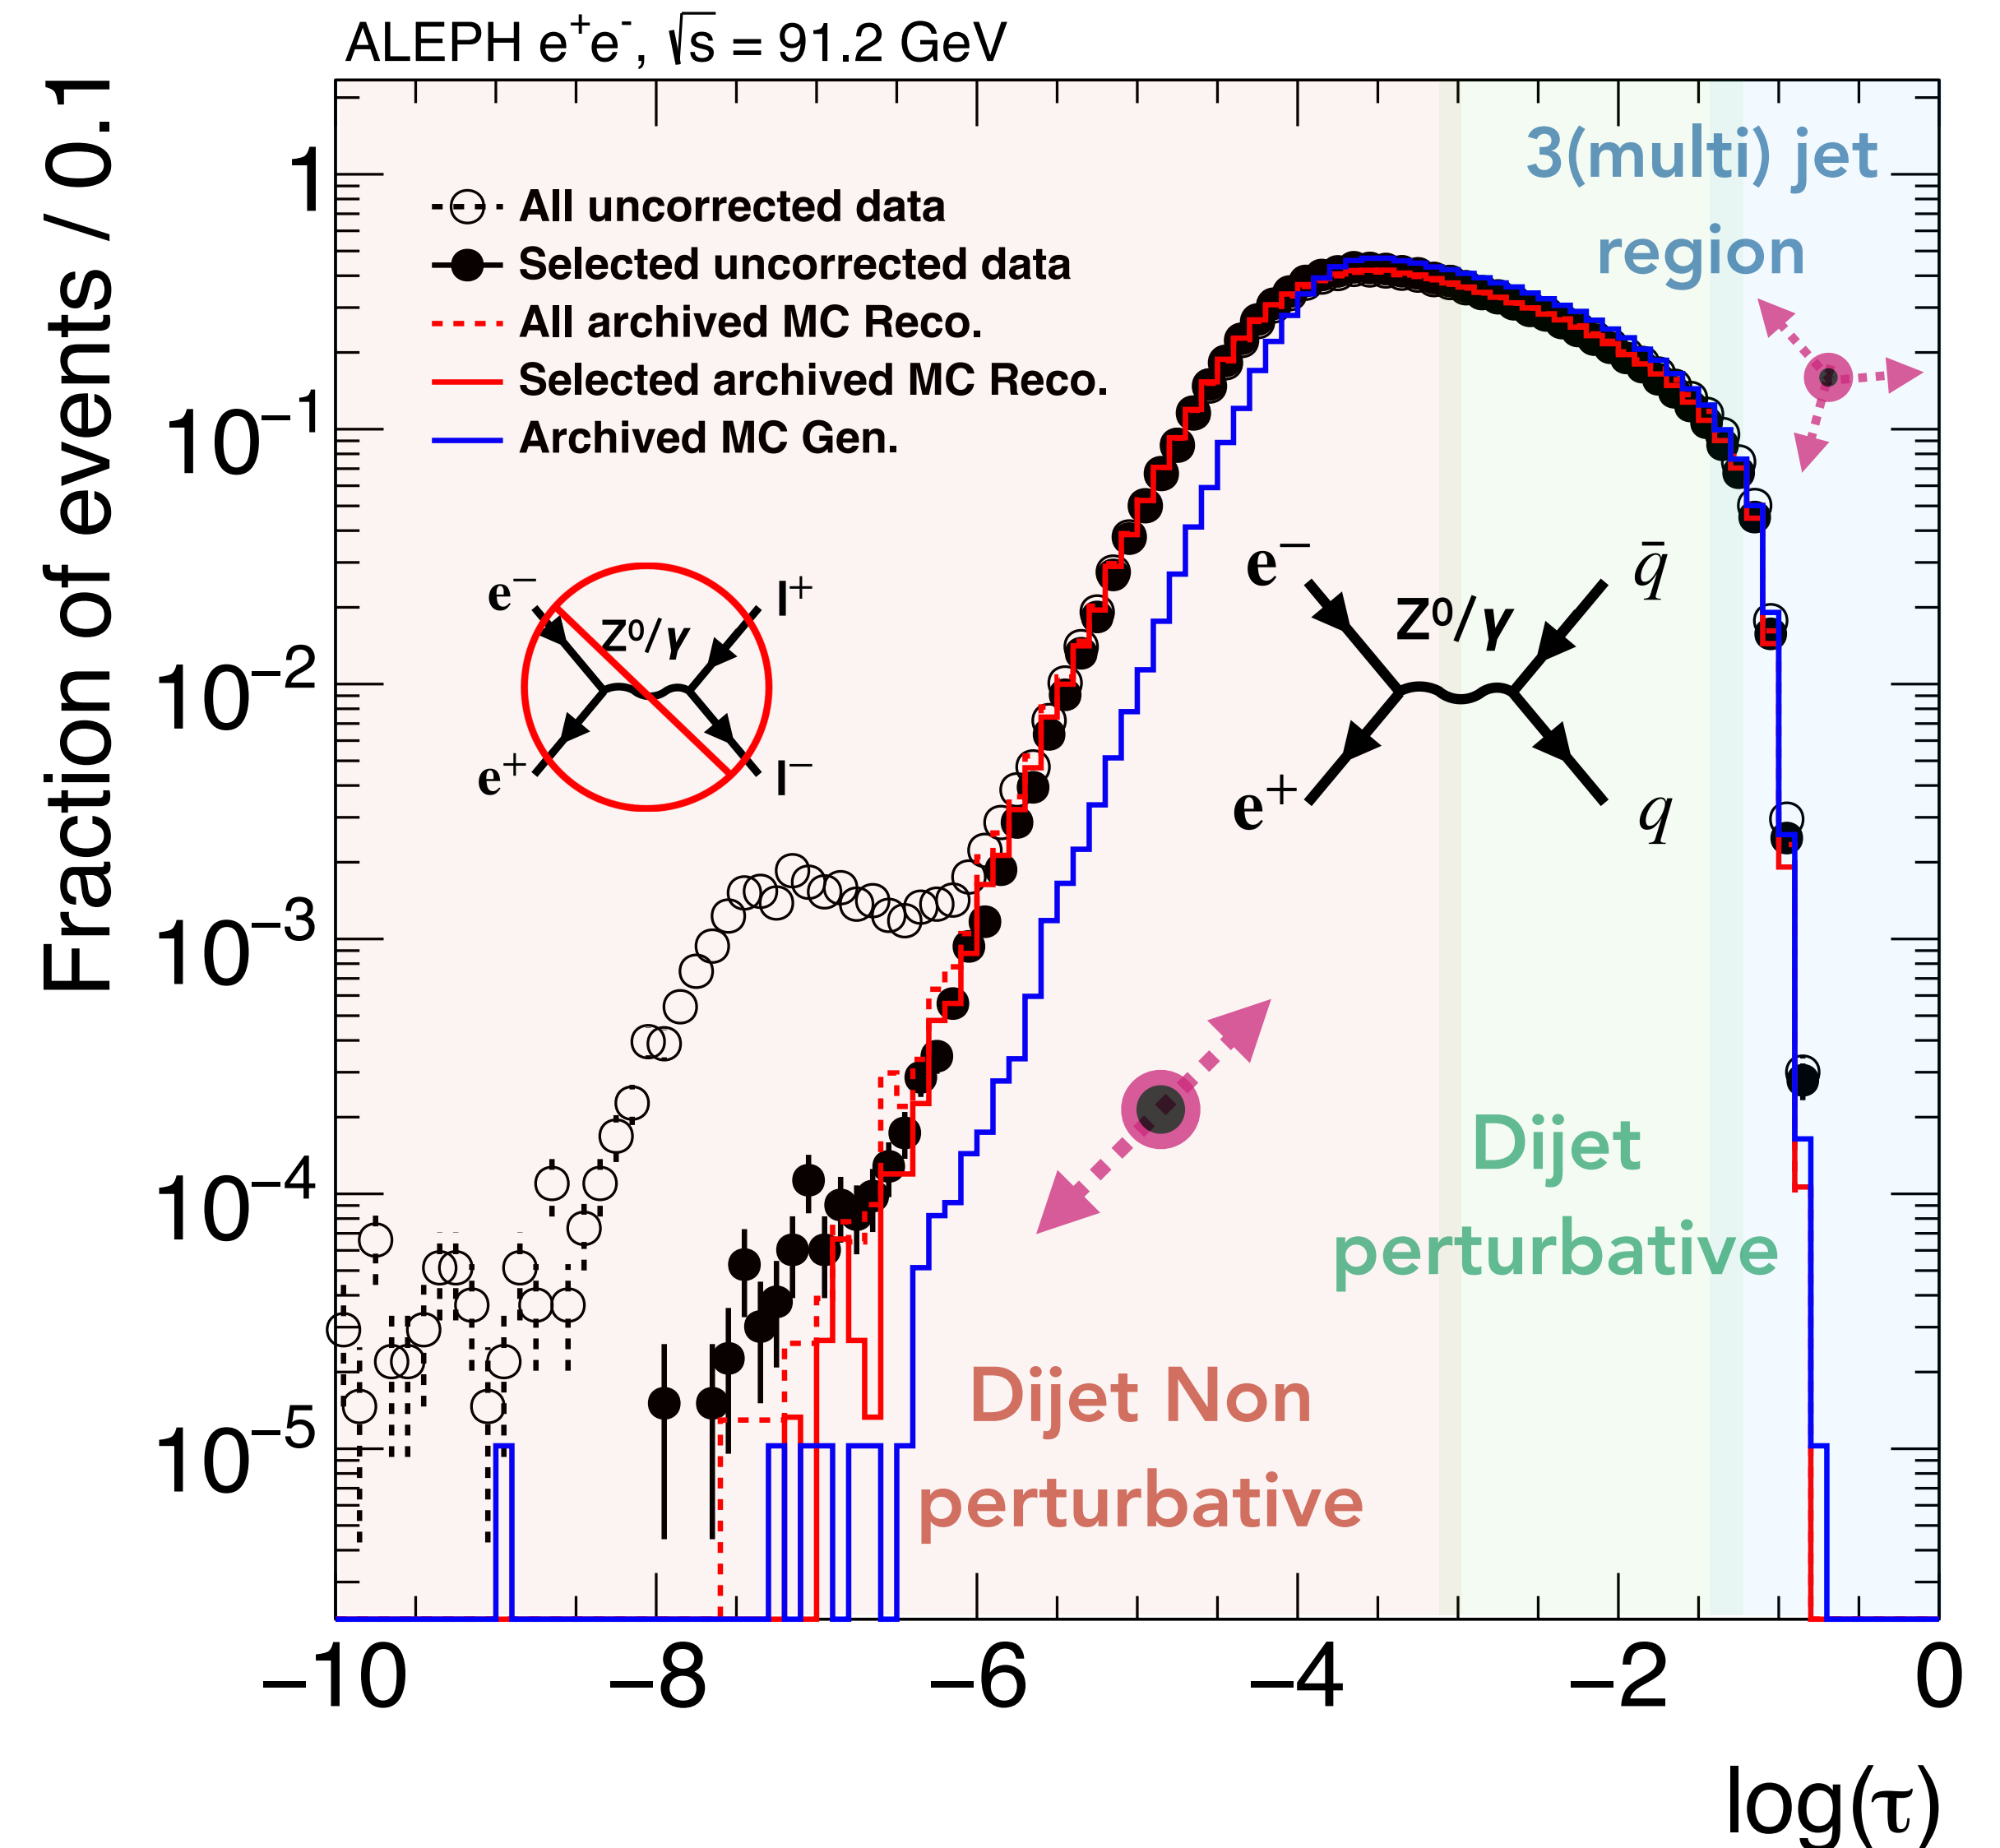 ALEPH e⁺e⁻, √s = 91.2 GeV
Fraction of events / 0.1
1
10⁻¹
10⁻²
10⁻³
10⁻⁴
10⁻⁵
All uncorrected data
Selected uncorrected data
All archived MC Reco.
Selected archived MC Reco.
Archived MC Gen.
3(multi) jet
region
e⁻
Z⁰/γ
l⁺
e⁺
l⁻
e⁻
Z⁰/γ
q̄
e⁺
q
Dijet
perturbative
Dijet Non
perturbative
−10
−8
−6
−4
−2
0
log(τ)